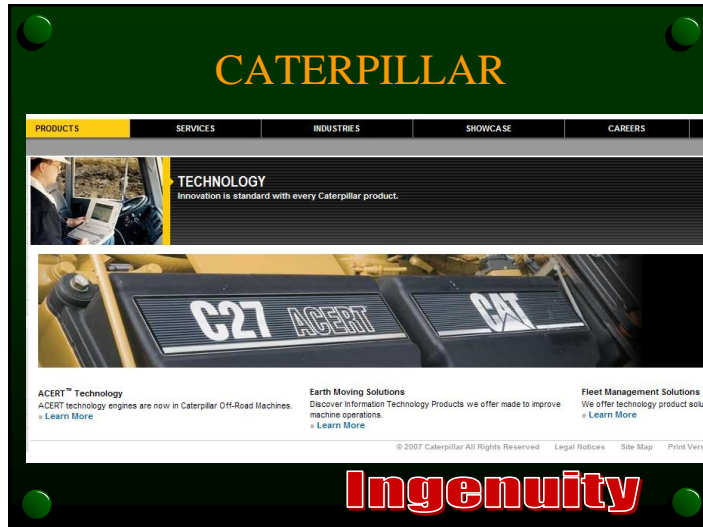 CATERPILLAR
PRODUCTS SERVICES INDUSTRIES SHOWCASE CAREERS
TECHNOLOGY
Innovation is standard with every Caterpillar product.
C27 ACERT CAT
ACERT™ Technology
ACERT technology engines are now in Caterpillar Off-Road Machines.
» Learn More
Earth Moving Solutions
Discover Information Technology Products we offer made to improve
machine operations.
» Learn More
Fleet Management Solutions
We offer technology product solu
» Learn More
© 2007 Caterpillar All Rights Reserved Legal Notices Site Map Print Vers
Ingenuity